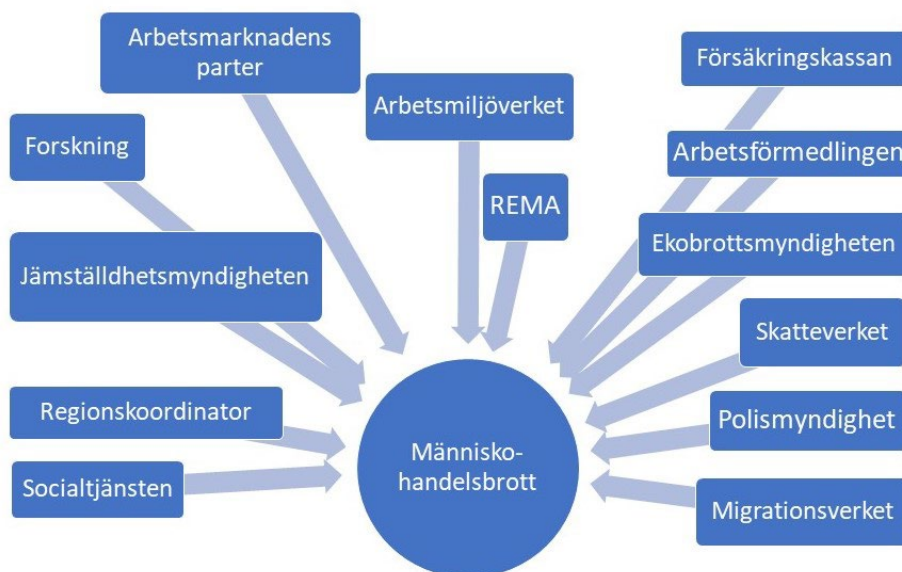 Arbetsmarknadens
parter
Försäkringskassan
Arbetsmiljöverket
Forskning
Arbetsförmedlingen
REMA
Ekobrottsmyndigheten
Jämställdhetsmyndigheten
Skatteverket
Regionskoordinator
Polismyndighet
Människo-
handelsbrott
Socialtjänsten
Migrationsverket